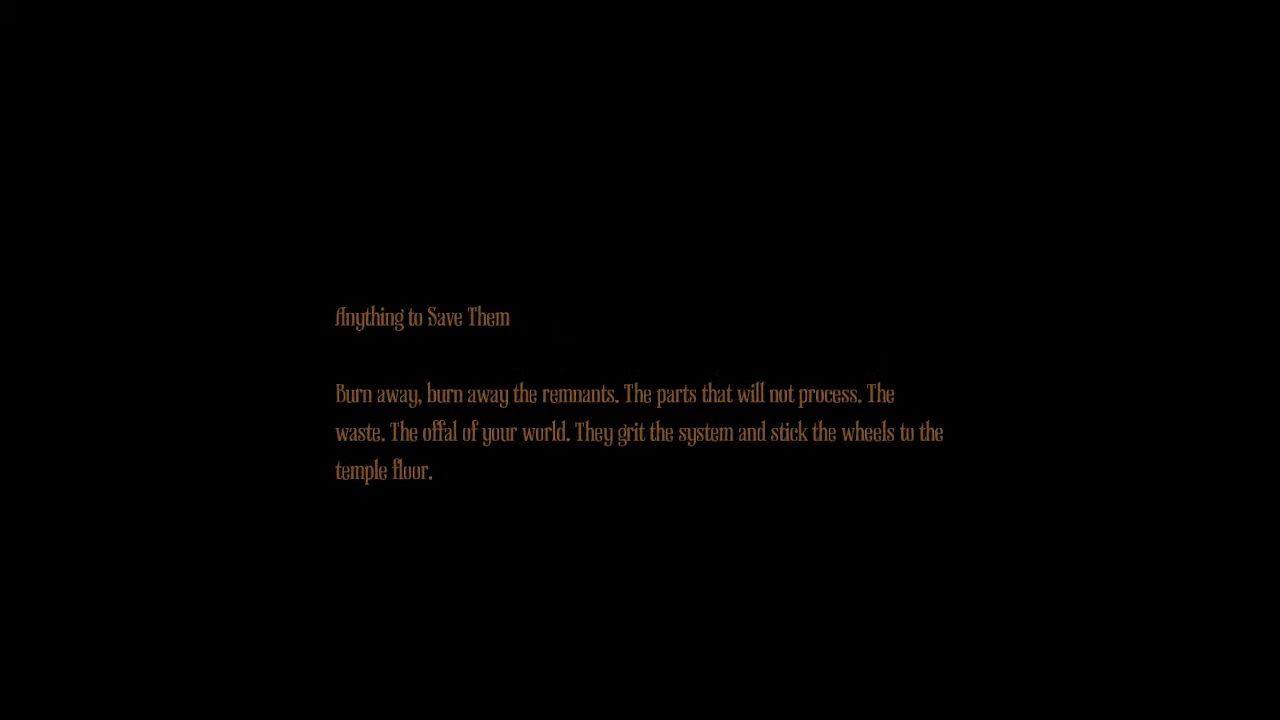 Anything to Save Them
Burn away, burn away the remnants. The parts that will not process. The
waste. The offal of your world. They grit the system and stick the wheels to the
temple floor.